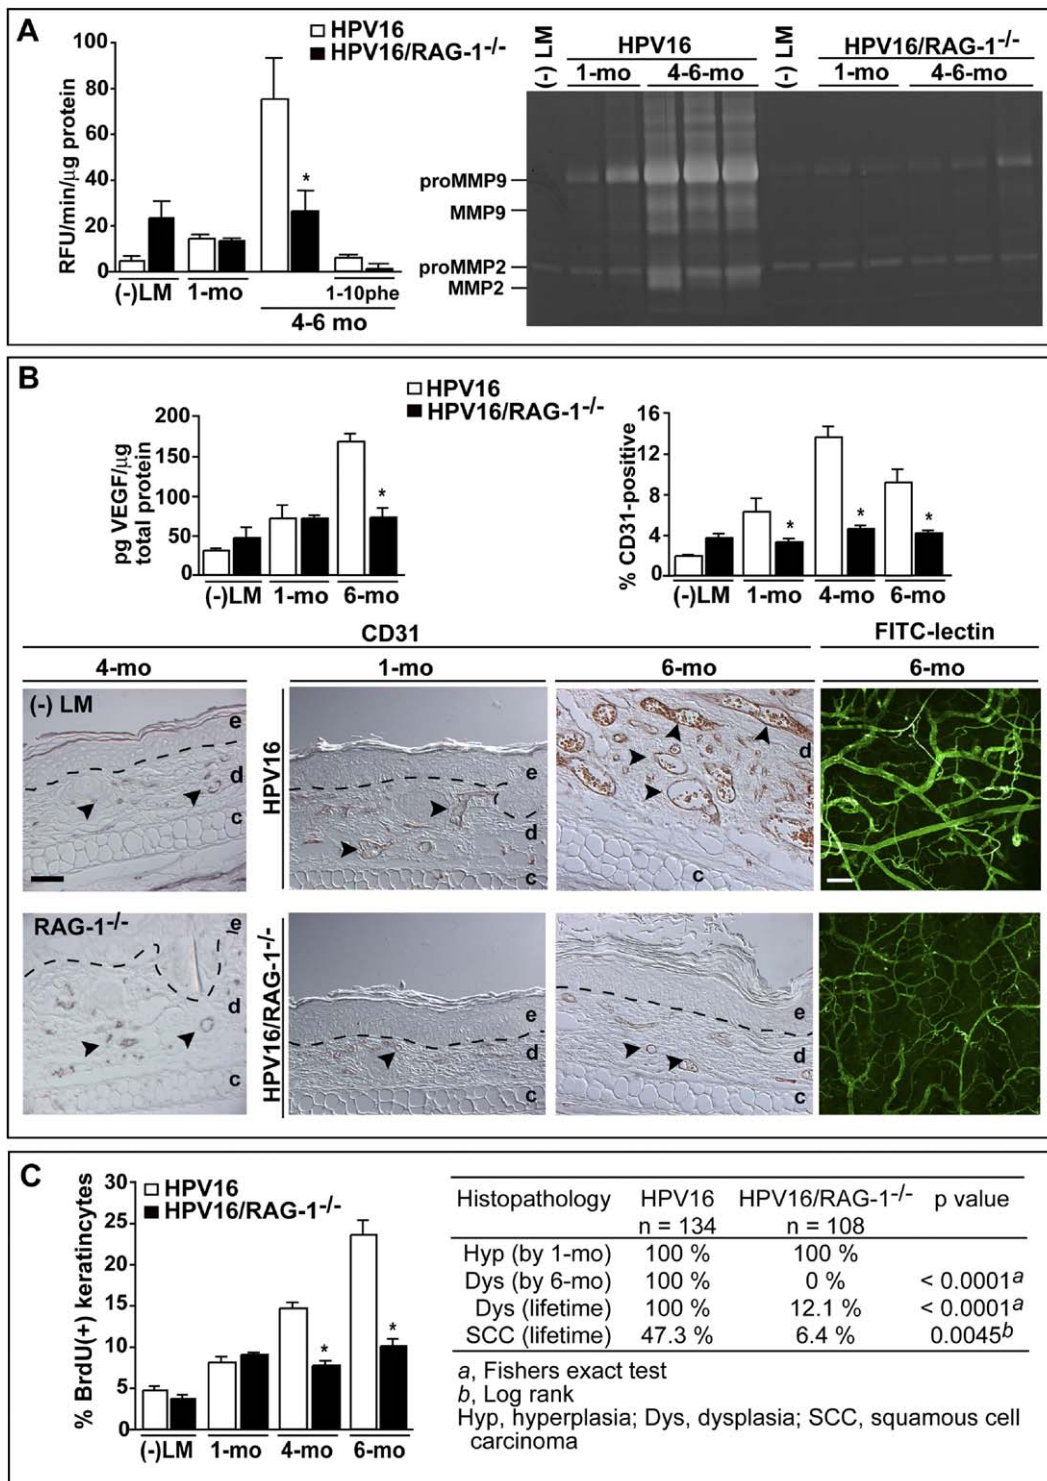 A
HPV16
HPV16/RAG-1-/-
100
80
60
40
20
0
RFU/min/µg protein
(-)LM
1-mo
1-10phe
4-6 mo
(-) LM
HPV16
1-mo
4-6-mo
(-) LM
HPV16/RAG-1-/-
1-mo
4-6-mo
proMMP9
MMP9
proMMP2
MMP2
B
HPV16
HPV16/RAG-1-/-
200
150
100
50
0
pg VEGF/µg
total protein
*
(-)LM
1-mo
6-mo
16
12
8
4
0
% CD31-positive
*
*
*
(-)LM
1-mo
4-mo
6-mo
CD31
FITC-lectin
4-mo
1-mo
6-mo
6-mo
(-) LM
e
d
c
HPV16
e
d
c
d
c
RAG-1-/-
e
d
c
HPV16/RAG-1-/-
e
d
c
e
d
c
C
HPV16
HPV16/RAG-1-/-
30
25
20
15
10
5
0
% BrdU(+) keratincytes
*
*
(-)LM
1-mo
4-mo
6-mo
Histopathology HPV16 HPV16/RAG-1-/- p value
n = 134 n = 108
Hyp (by 1-mo) 100 % 100 %
Dys (by 6-mo) 100 % 0 % < 0.0001a
Dys (lifetime) 100 % 12.1 % < 0.0001a
SCC (lifetime) 47.3 % 6.4 % 0.0045b
a, Fishers exact test
b, Log rank
Hyp, hyperplasia; Dys, dysplasia; SCC, squamous cell
carcinoma